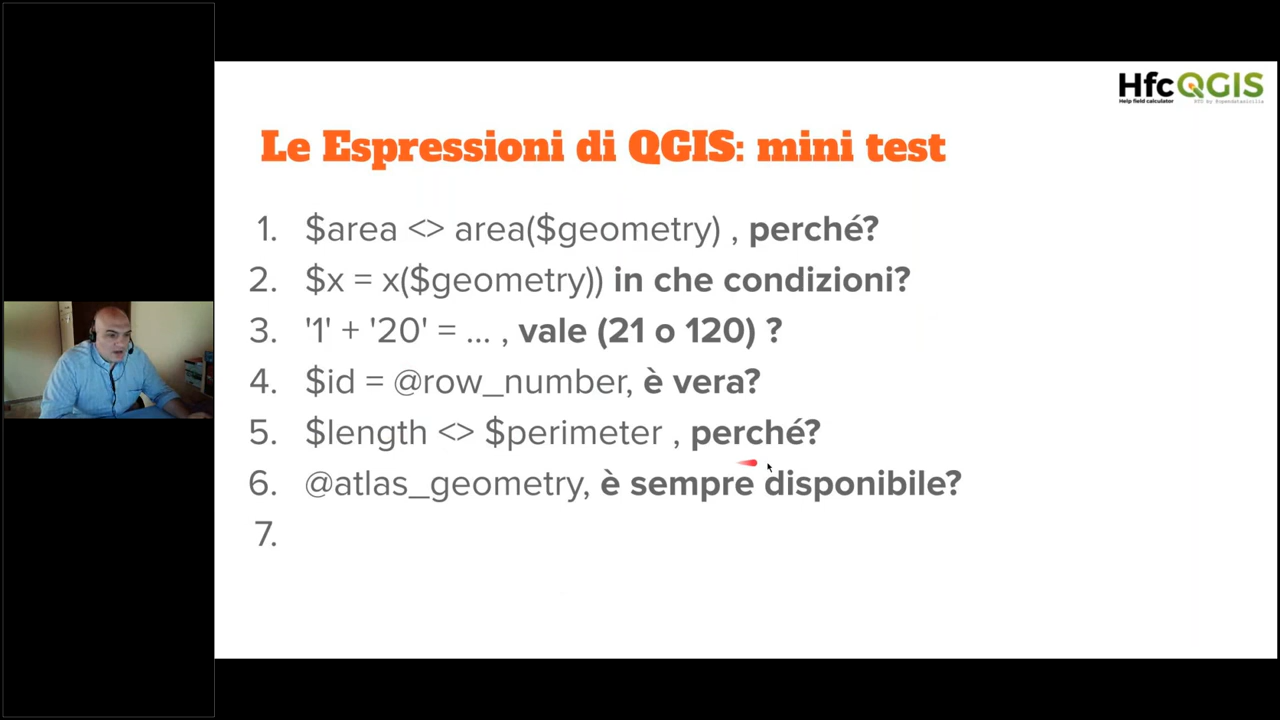 HfcQGIS
Help field calculator
Le Espressioni di QGIS: mini test
1. $area <> area($geometry) , perché?
2. $x = x($geometry)) in che condizioni?
3. '1' + '20' = ... , vale (21 o 120) ?
4. $id = @row_number, è vera?
5. $length <> $perimeter , perché?
6. @atlas_geometry, è sempre disponibile?
7.